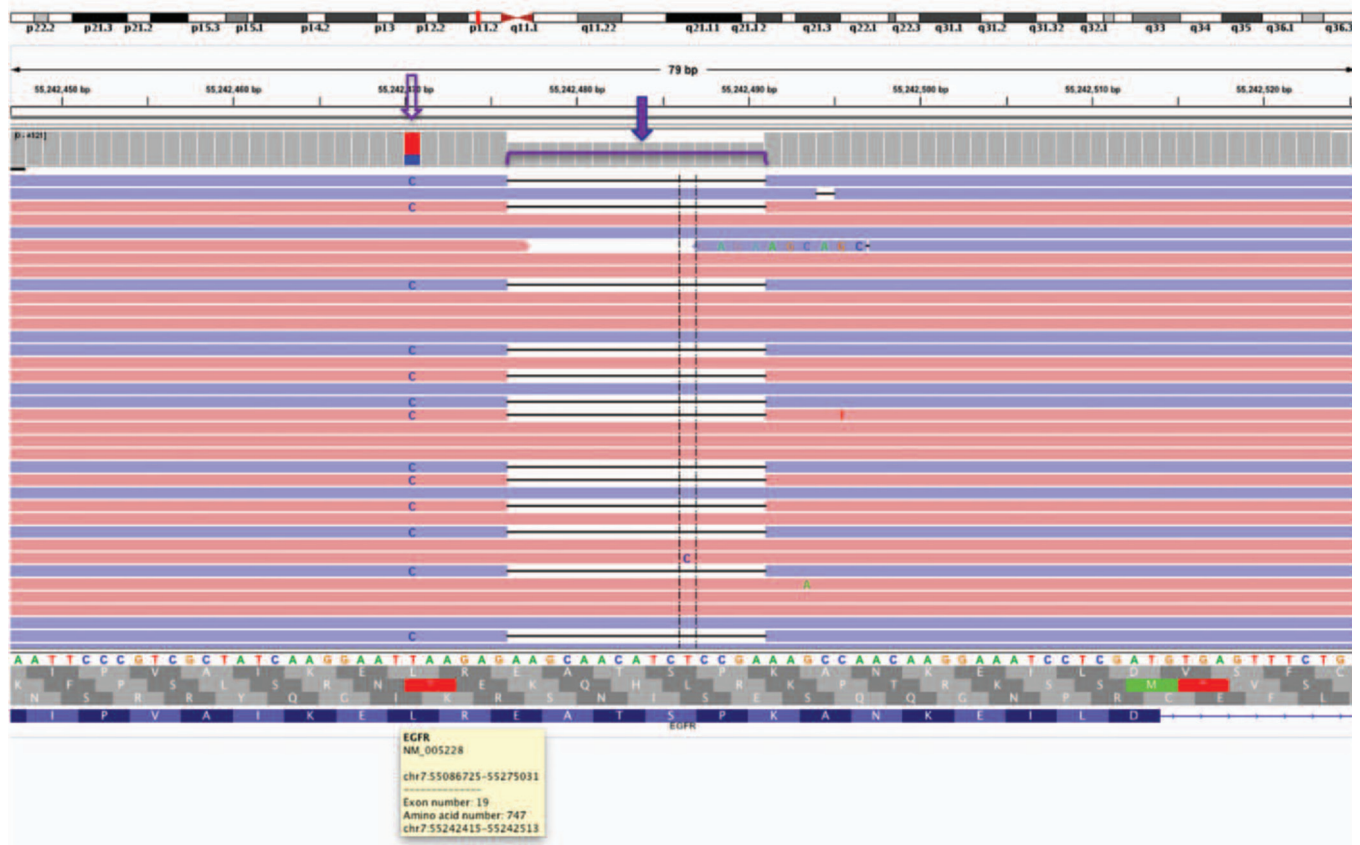 p22.2 p21.3 p21.2 p15.3 p15.1 p14.2 p13 p12.2 p11.2 q11.1 q11.22 q21.11 q21.12 q21.3 q22.1 q22.3 q31.1 q31.2 q31.32 q32.1 q33 q34 q35 q36.1 q36.3
79 bp
55,242,450 bp 55,242,460 bp 55,242,470 bp 55,242,480 bp 55,242,490 bp 55,242,500 bp 55,242,510 bp 55,242,520 bp
C
C
A A A G C A G C
C
C
C
C
C T
C
C
C
C
C
C
A
C
A A T T C C C G T C G C T A T C A A G G A A T T A A G A G A A G C A A C A T C T C C G A A A G C C A A C A A G G A A A T C C T C G A T G T G A G T T T C T G
I P V A I K E L R E A T S P K A N K E I L D V S F C
K F P S L S R N * E K Q H L R K P T R K S S M * V S
N S R R Y Q G I K R S N I S E S Q Q G N P R C E F L
I P V A I K E L R E A T S P K A N K E I L D
EGFR
EGFR
NM_005228
chr7:55086725-55275031
--------------
Exon number: 19
Amino acid number: 747
chr7:55242415-55242513